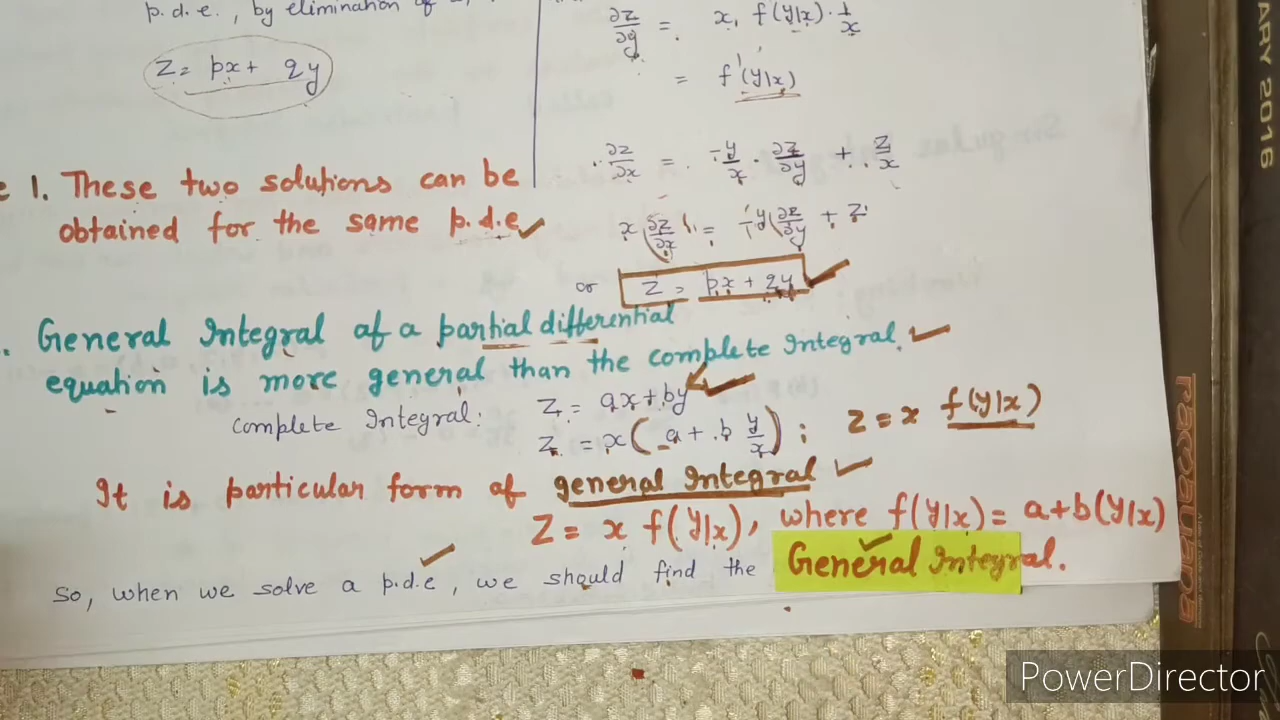 p.d.e., by elimination of
Z = px + qy
∂z/∂y = x, f(y|x) · 1/x
= f'(y|x)
∂z/∂x = -y/x · ∂z/∂y + z/x
x(∂z/∂x) = -y(∂z/∂y) + z
or Z = px + qy
e 1. These two solutions can be
obtained for the same p.d.e
General Integral of a partial differential
equation is more general than the complete Integral.
Complete Integral: Z = ax + by
Z = x(a + b y/x) ; Z = x f(y|x)
It is particular form of general Integral
Z = x f(y|x), where f(y|x) = a+b(y|x)
So, when we solve a p.d.e, we should find the General Integral.
ARY 2016
PowerDirector